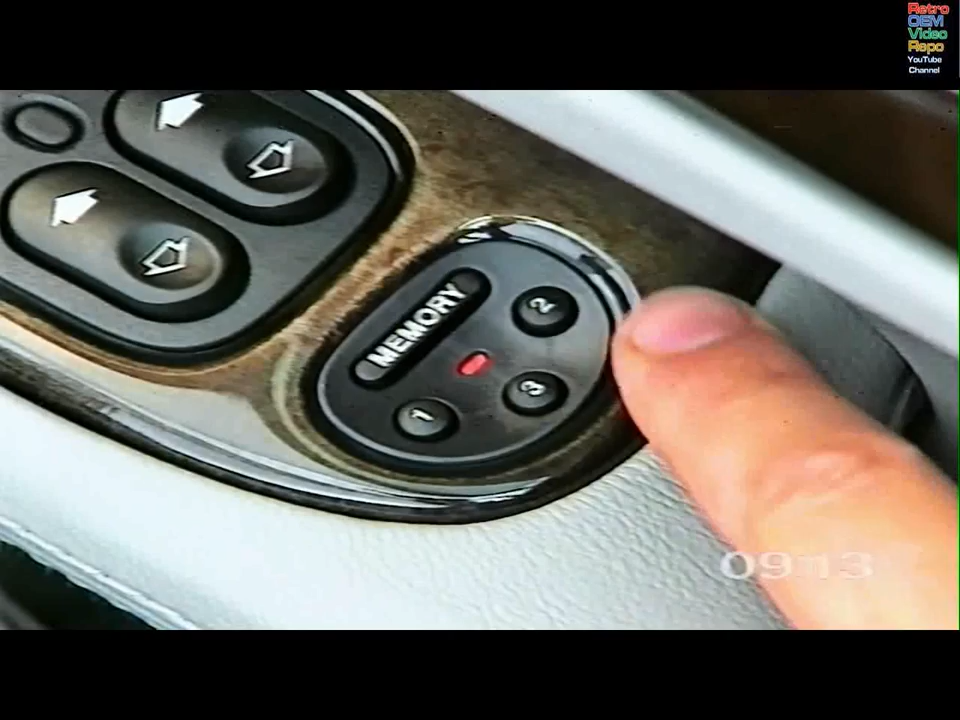 Retro
OEM
Video
Repo
YouTube
Channel
MEMORY
2
3
1
09:13